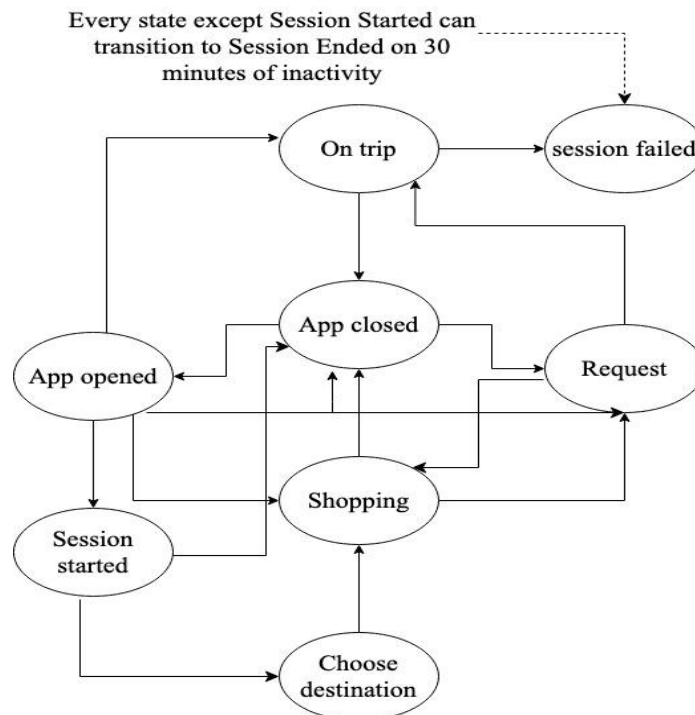 Every state except Session Started can
transition to Session Ended on 30
minutes of inactivity
On trip
session failed
App closed
App opened
Request
Shopping
Session
started
Choose
destination